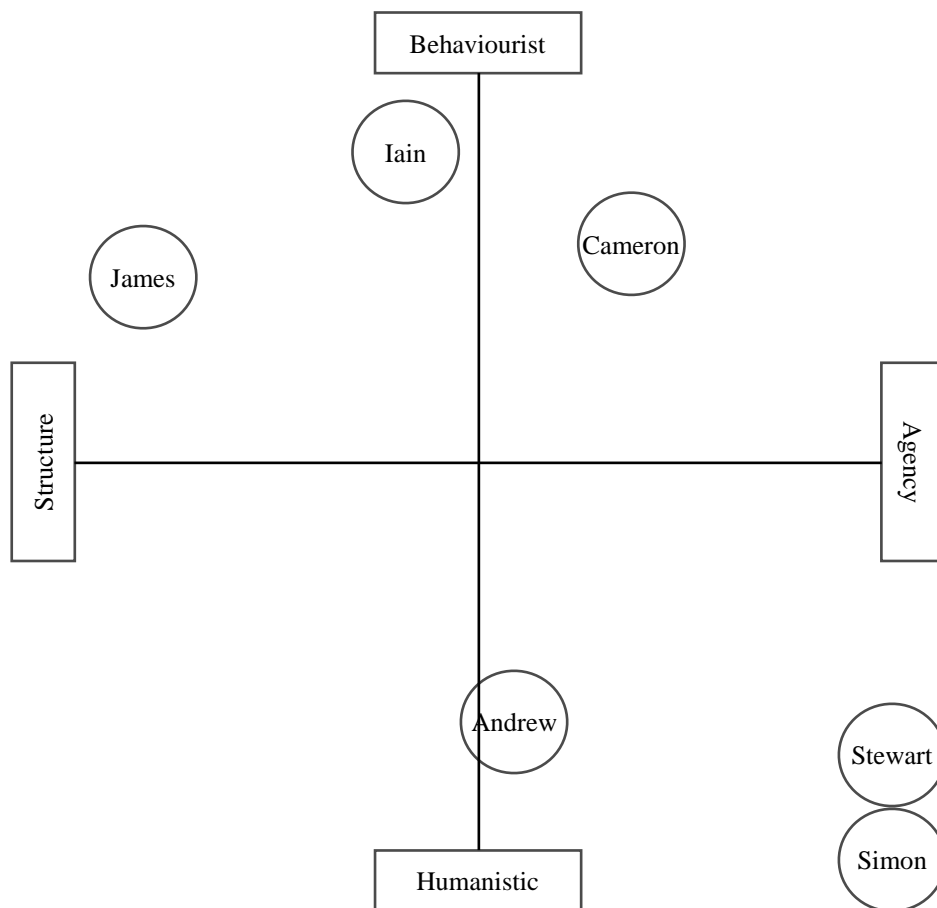 Behaviourist
Iain
Cameron
James
Structure
Agency
Andrew
Stewart
Simon
Humanistic